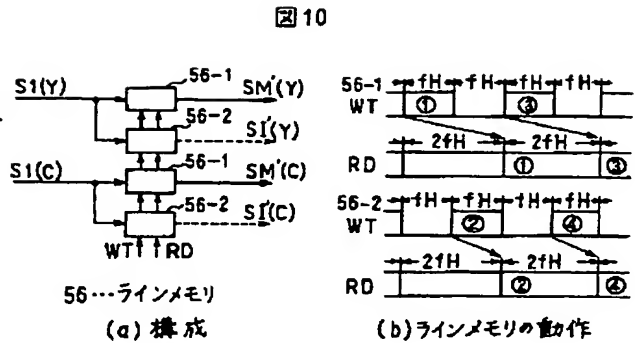 図10
S1(Y)
56-1
SM'(Y)
56-2
SI'(Y)
S1(C)
56-1
SM'(C)
56-2
SI'(C)
WT RD
56…ラインメモリ
(a) 構成
56-1
WT
fH fH fH fH
① ③
RD
2fH 2fH
① ③
56-2
WT
fH fH fH fH
② ④
RD
2fH 2fH
② ④
(b) ラインメモリの動作